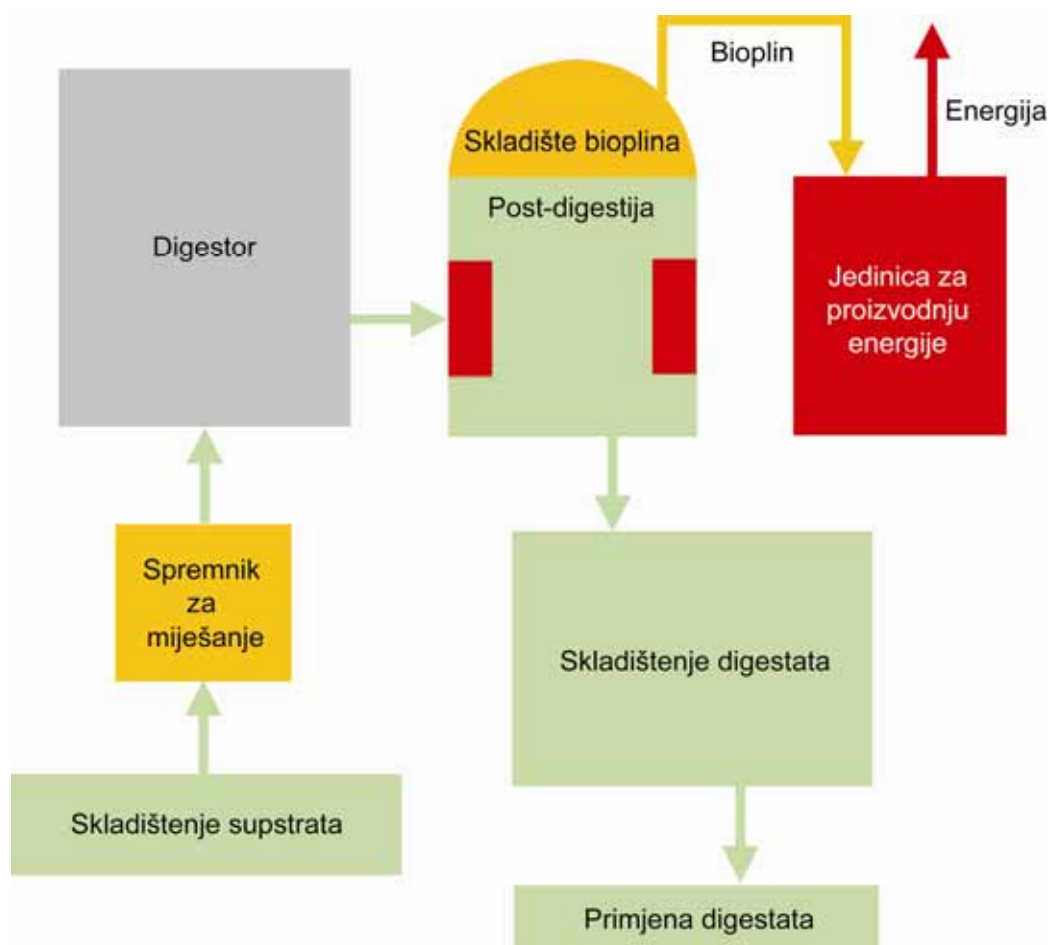 Bioplin
Energija
Skladište bioplina
Post-digestija
Digestor
Jedinica za
proizvodnju
energije
Spremnik
za
miješanje
Skladištenje digestata
Skladištenje supstrata
Primjena digestata